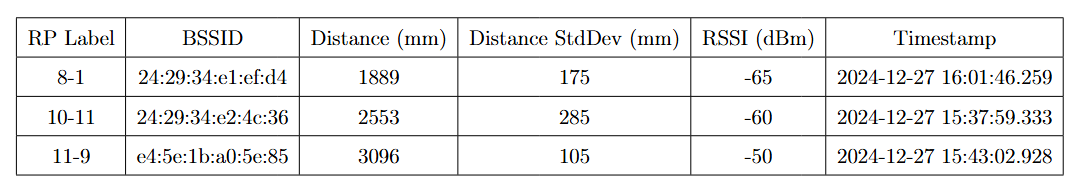 RP Label BSSID Distance (mm) Distance StdDev (mm) RSSI (dBm) Timestamp
8-1 24:29:34:e1:ef:d4 1889 175 -65 2024-12-27 16:01:46.259
10-11 24:29:34:e2:4c:36 2553 285 -60 2024-12-27 15:37:59.333
11-9 e4:5e:1b:a0:5e:85 3096 105 -50 2024-12-27 15:43:02.928